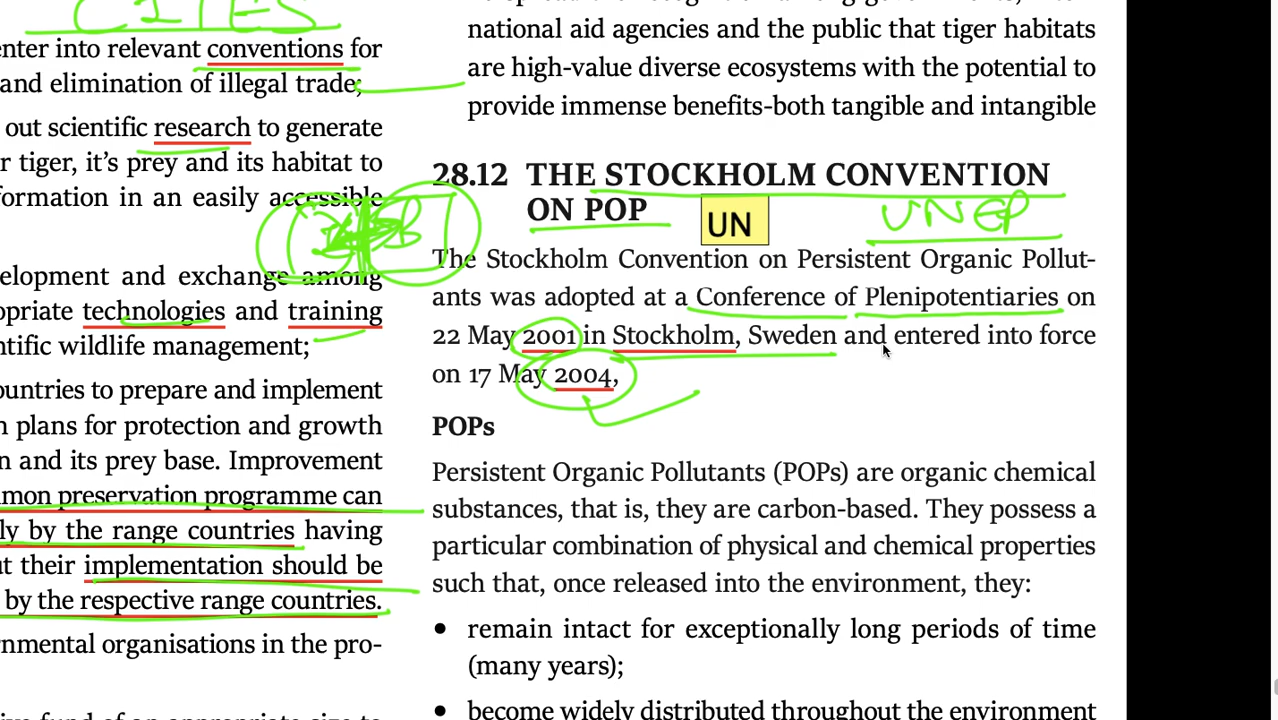 CITES
enter into relevant conventions for
and elimination of illegal trade;
out scientific research to generate
r tiger, it's prey and its habitat to
formation in an easily accessible
elopment and exchange among
opriate technologies and training
ntific wildlife management;
ountries to prepare and implement
n plans for protection and growth
n and its prey base. Improvement
mmon preservation programme can
ly by the range countries having
ut their implementation should be
by the respective range countries.
rnmental organisations in the pro-
national aid agencies and the public that tiger habitats
are high-value diverse ecosystems with the potential to
provide immense benefits-both tangible and intangible
28.12 THE STOCKHOLM CONVENTION
ON POP
UN
UNEP
The Stockholm Convention on Persistent Organic Pollut-
ants was adopted at a Conference of Plenipotentiaries on
22 May 2001 in Stockholm, Sweden and entered into force
on 17 May 2004,
POPs
Persistent Organic Pollutants (POPs) are organic chemical
substances, that is, they are carbon-based. They possess a
particular combination of physical and chemical properties
such that, once released into the environment, they:
• remain intact for exceptionally long periods of time
(many years);
• become widely distributed throughout the environment